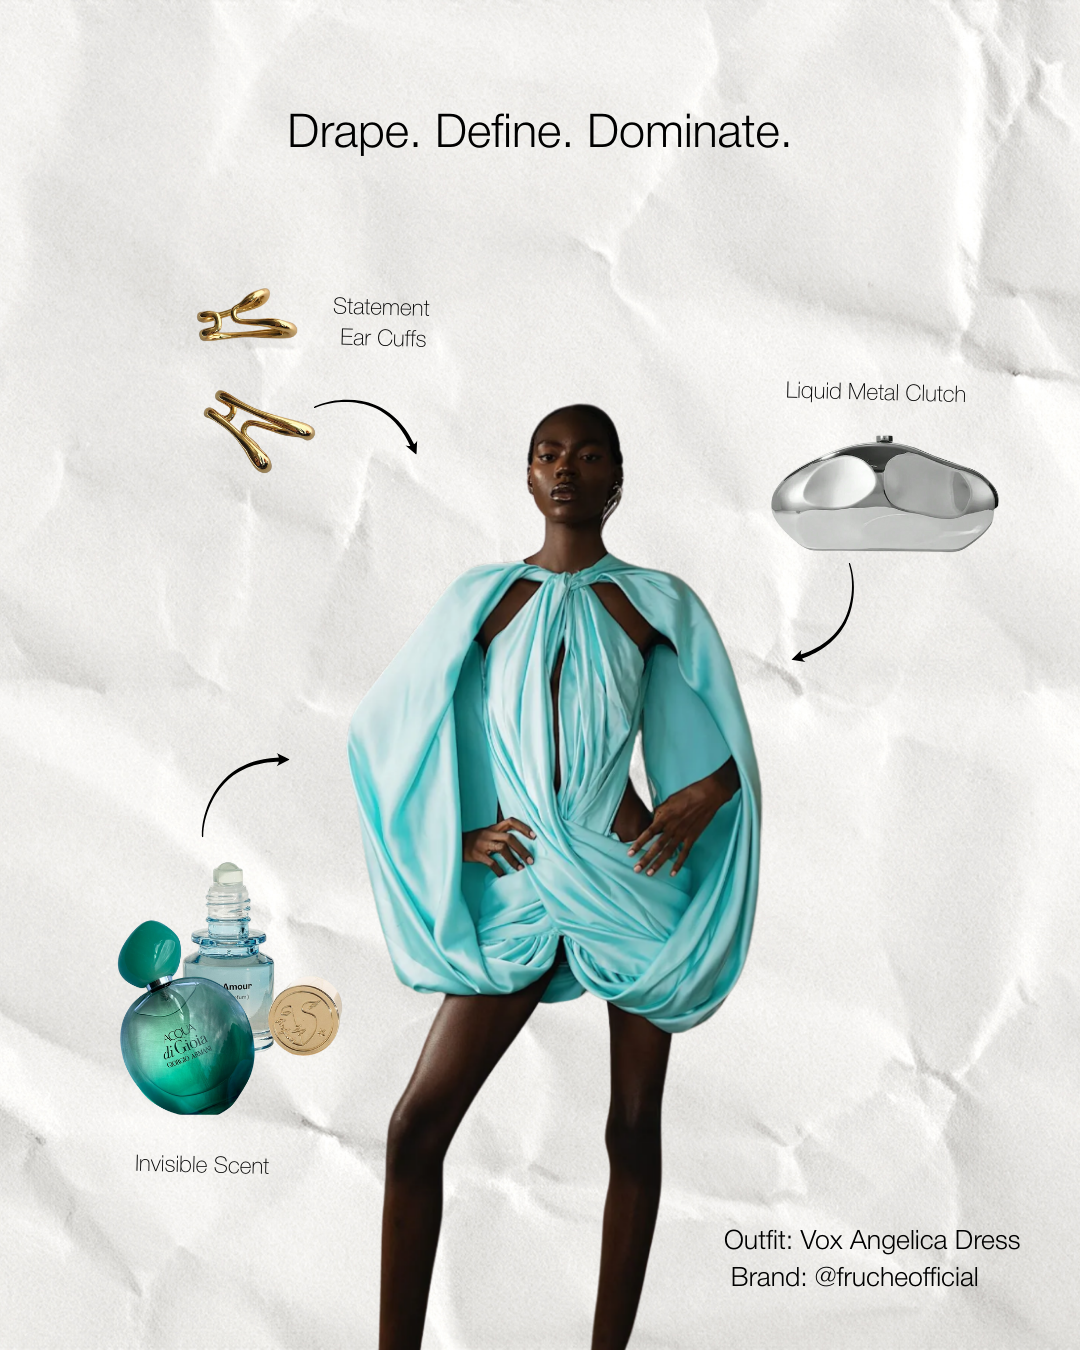 Drape. Define. Dominate.
Statement
Ear Cuffs
Liquid Metal Clutch
Amour
ACQUA
di Gioia
GIORGIO ARMANI
Invisible Scent
Outfit: Vox Angelica Dress
Brand: @frucheofficial